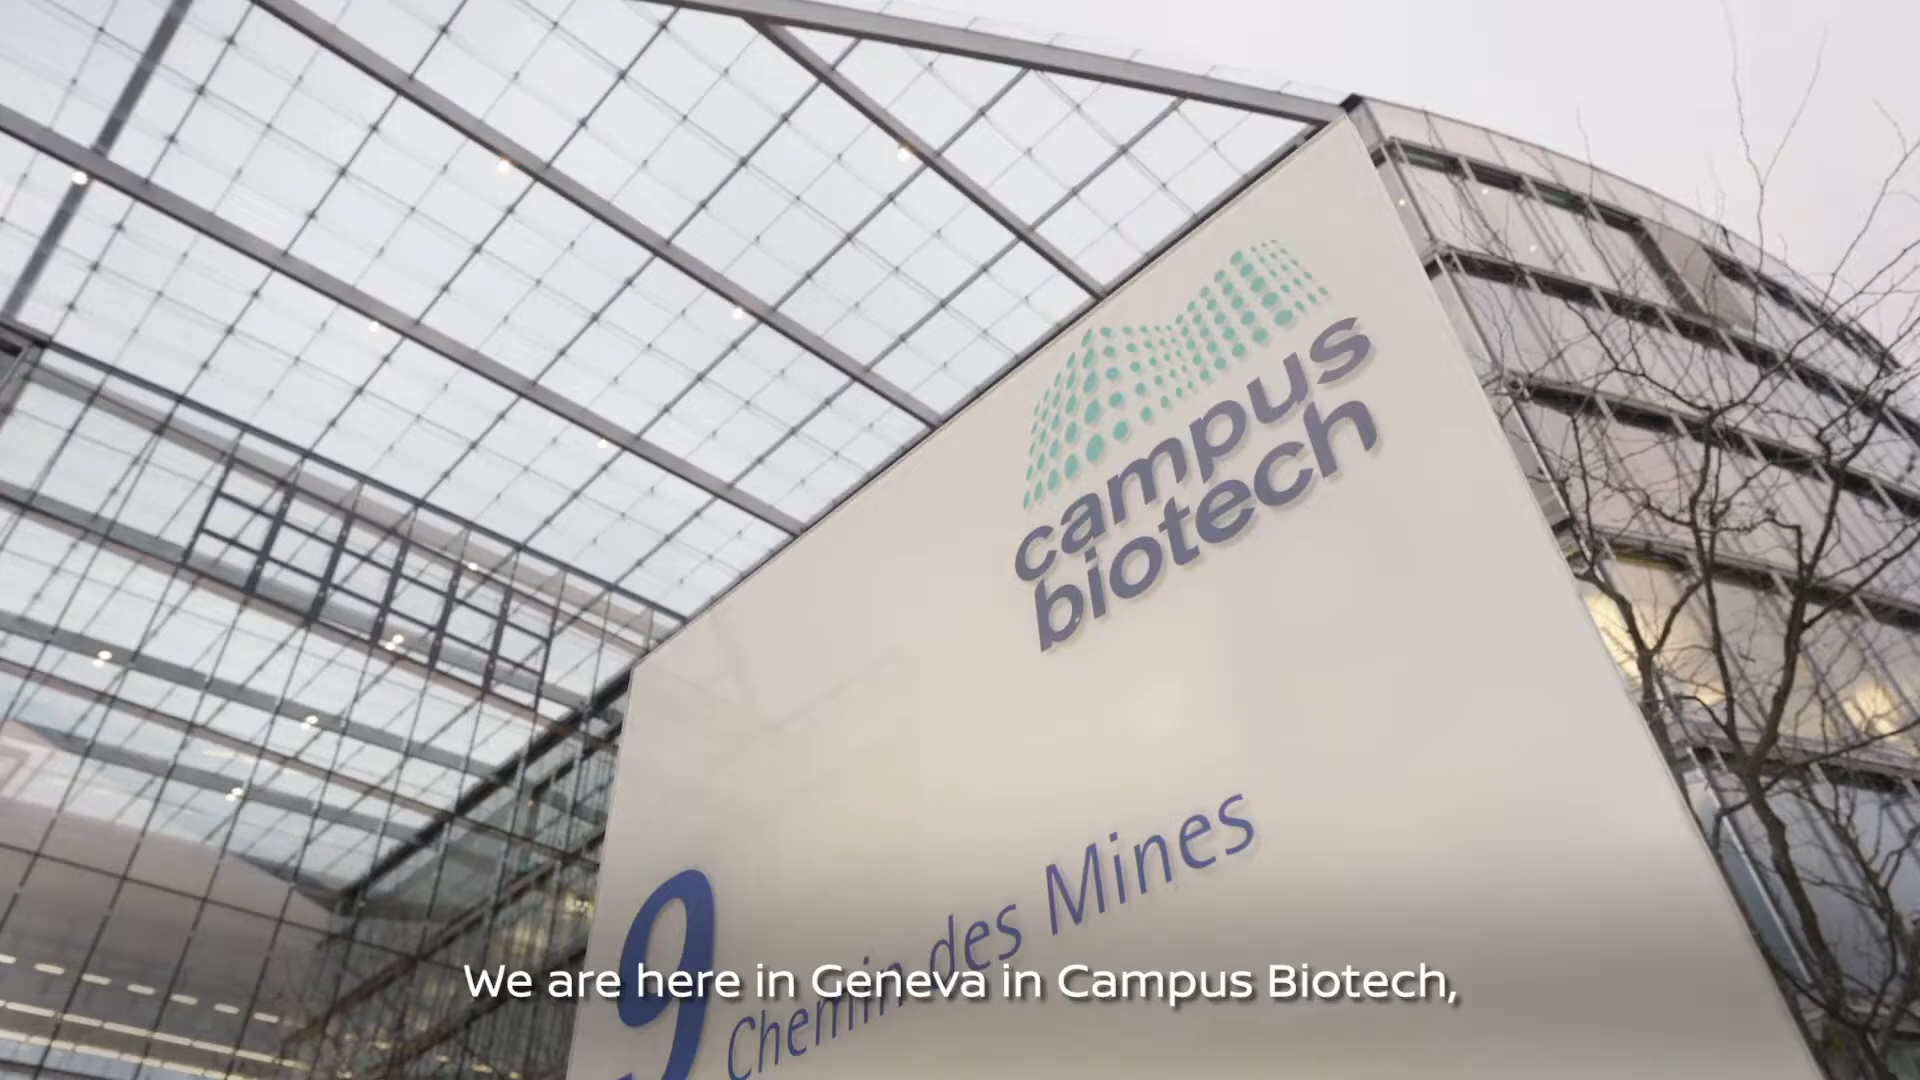 campus
biotech
9
Chemin des Mines
We are here in Geneva in Campus Biotech,